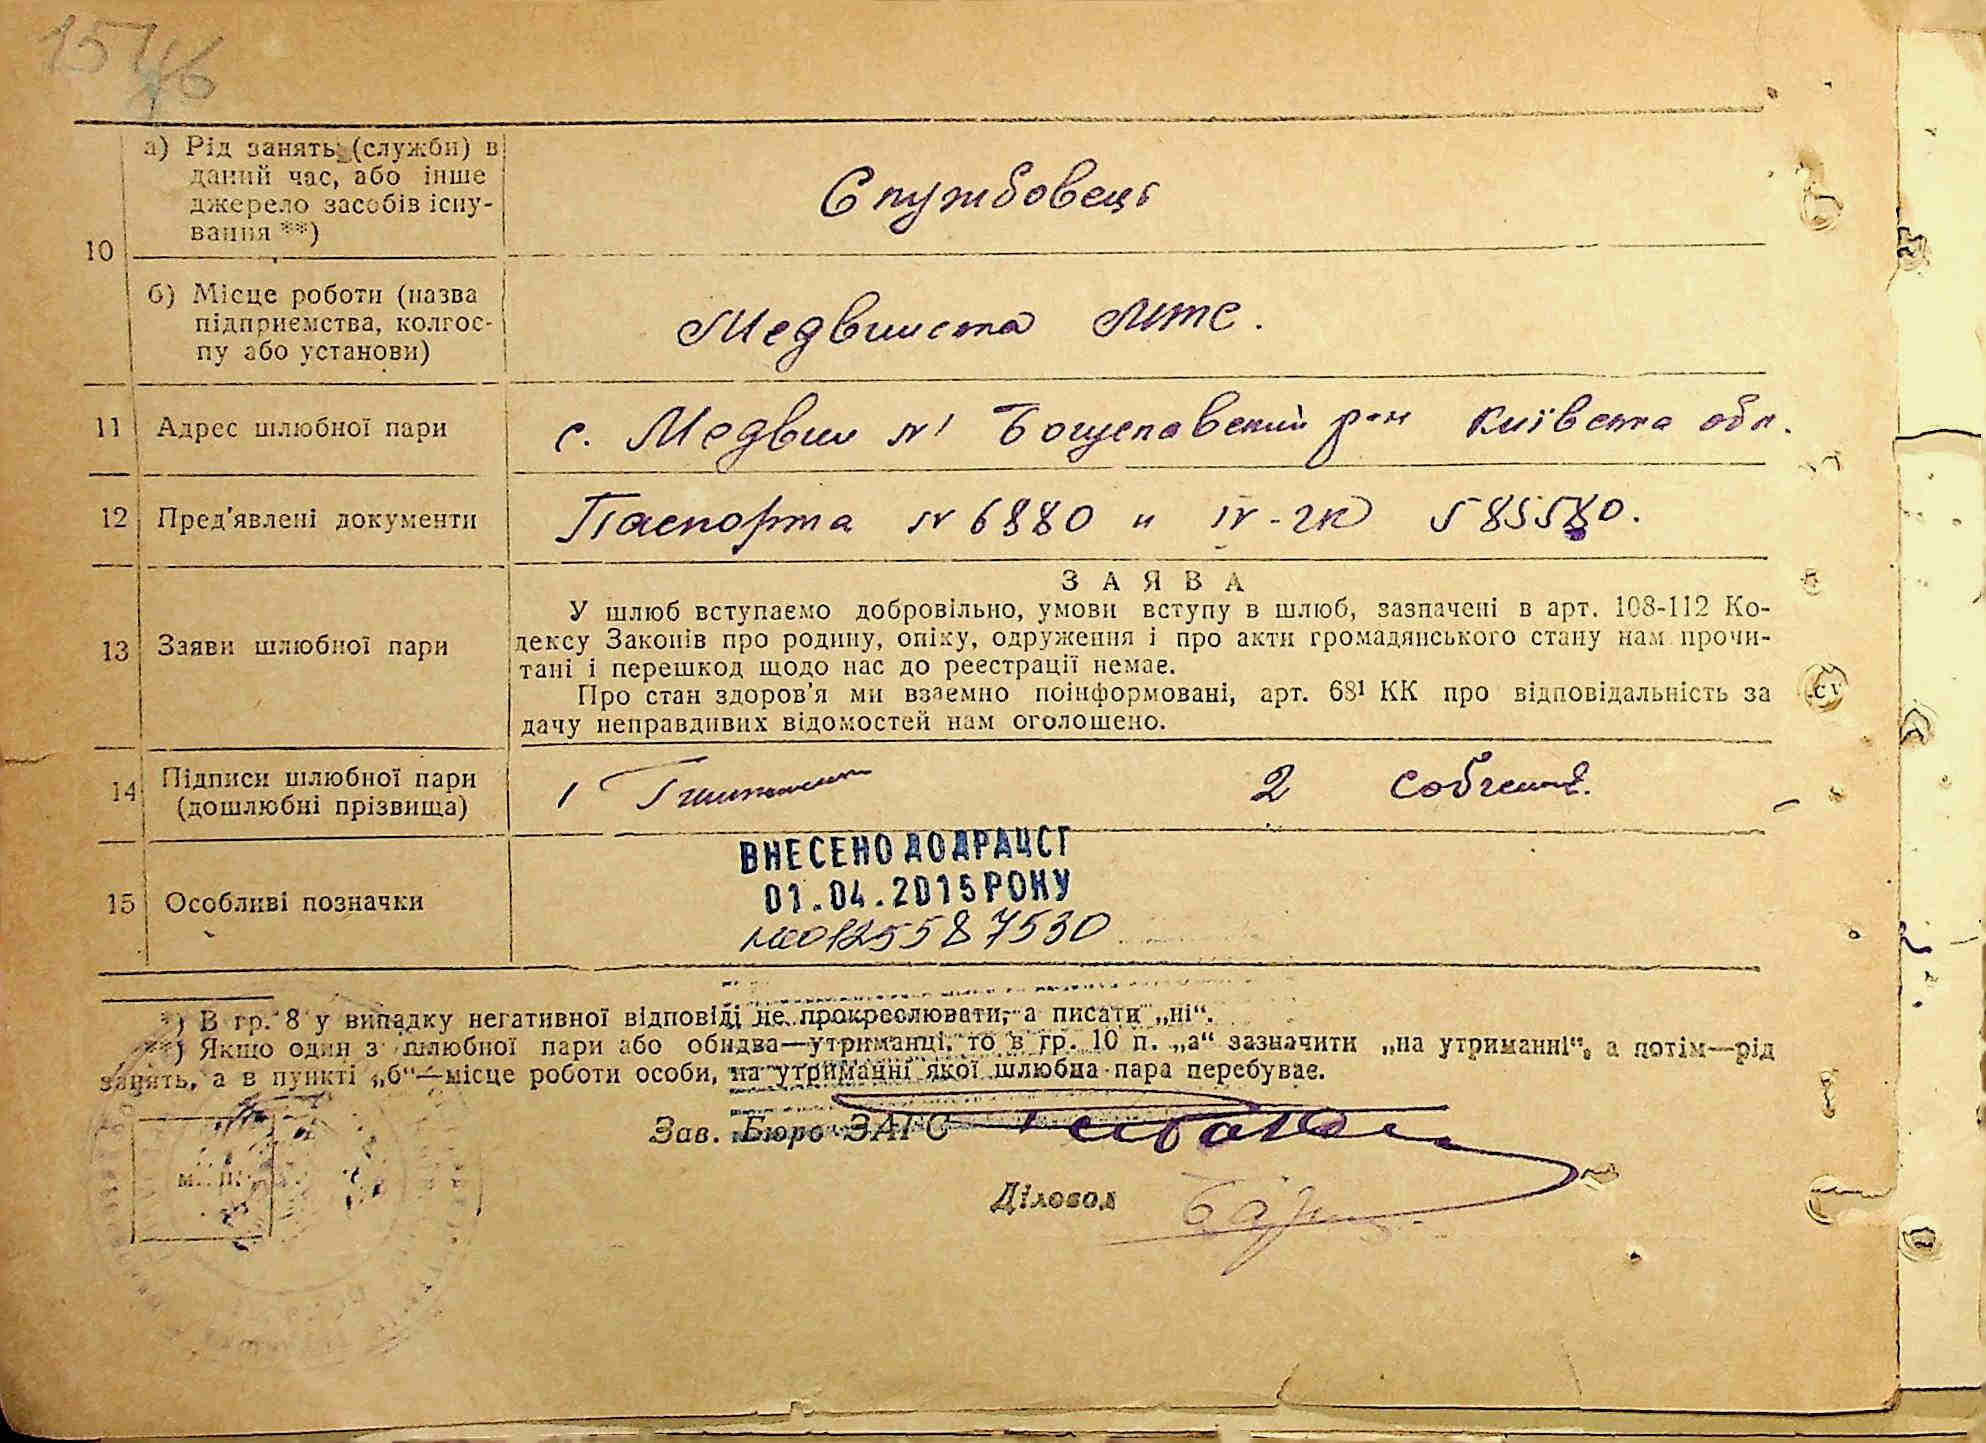 а) Рід занять (служби) в
даний час, або інше
джерело засобів існу-
вання **)
Службовець
10
б) Місце роботи (назва
підприємства, колгос-
пу або установи)
Медвинська МТС.
11 Адрес шлюбної пари
с. Медвин №1 Богуславський р-н Київська обл.
12 Пред'явлені документи
Паспорта № 6880 и IV-ГК 585580.
13 Заяви шлюбної пари
ЗАЯВА
У шлюб вступаємо добровільно, умови вступу в шлюб, зазначені в арт. 108-112 Ко-
дексу Законів про родину, опіку, одруження і про акти громадянського стану нам прочи-
тані і перешкод щодо нас до реєстрації немає.
Про стан здоров'я ми взаємно поінформовані, арт. 68¹ КК про відповідальність за
дачу неправдивих відомостей нам оголошено.
14 Підписи шлюбної пари
(дошлюбні прізвища)
1 2
15 Особливі позначки
ВНЕСЕНО ДО ДРАЦСГ
01.04.2015 РОКУ
№00125587530
*) В гр. 8 у випадку негативної відповіді не прокреслювати, а писати „ні“.
**) Якщо один з шлюбної пари або обидва—утриманці, то в гр. 10 п. „а“ зазначити „на утриманні“, а потім—рід
занять, а в пункті „б“—місце роботи особи, на утриманні якої шлюбна пара перебуває.
Зав. Бюро ЗАГС
м. п.
Діловод